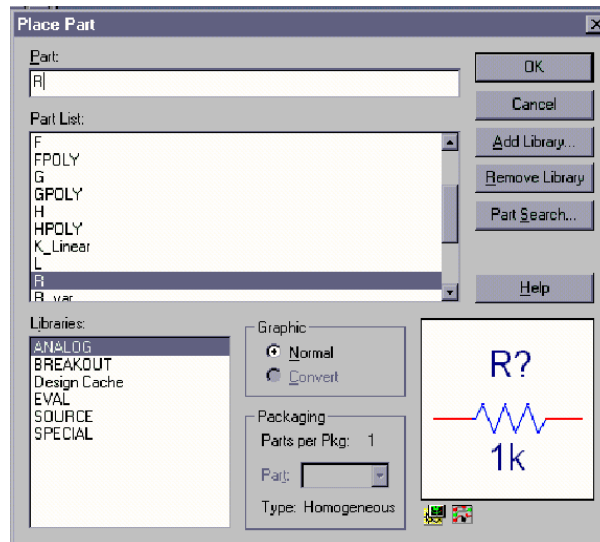 Place Part
Part:
R
OK
Cancel
Part List:
F
FPOLY
G
GPOLY
H
HPOLY
K_Linear
L
R
R_var
Add Library...
Remove Library
Part Search...
Help
Libraries:
ANALOG
BREAKOUT
Design Cache
EVAL
SOURCE
SPECIAL
Graphic
Normal
Convert
Packaging
Parts per Pkg: 1
Part:
Type: Homogeneous
R?
1k